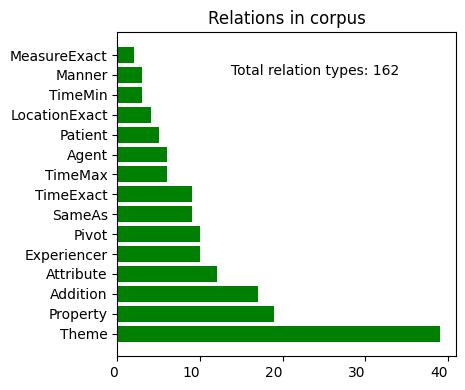 Relations in corpus
Total relation types: 162
MeasureExact
Manner
TimeMin
LocationExact
Patient
Agent
TimeMax
TimeExact
SameAs
Pivot
Experiencer
Attribute
Addition
Property
Theme
0 10 20 30 40